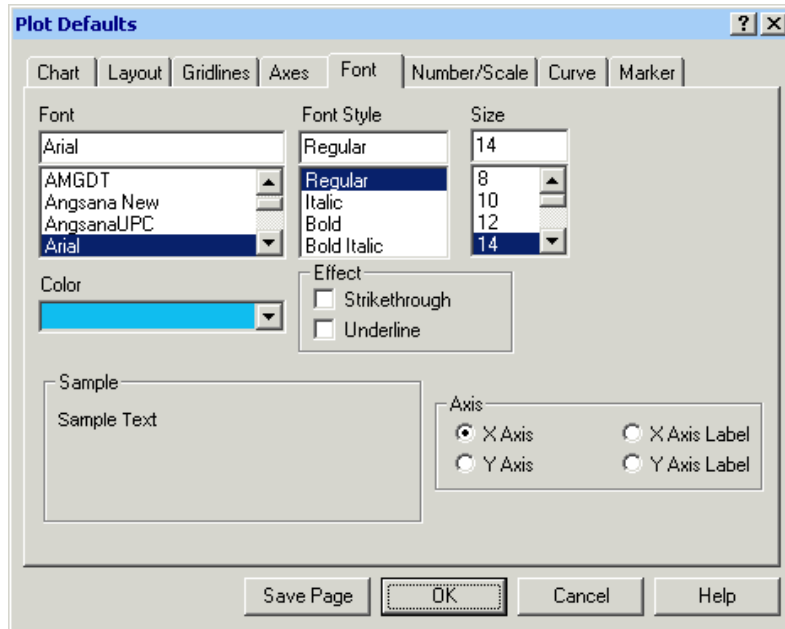 Plot Defaults
Chart Layout Gridlines Axes Font Number/Scale Curve Marker
Font Font Style Size
Arial Regular 14
AMGDT Regular 8
Angsana New Italic 10
AngsanaUPC Bold 12
Arial Bold Italic 14
Color Effect
Strikethrough
Underline
Sample
Sample Text
Axis
X Axis X Axis Label
Y Axis Y Axis Label
Save Page OK Cancel Help